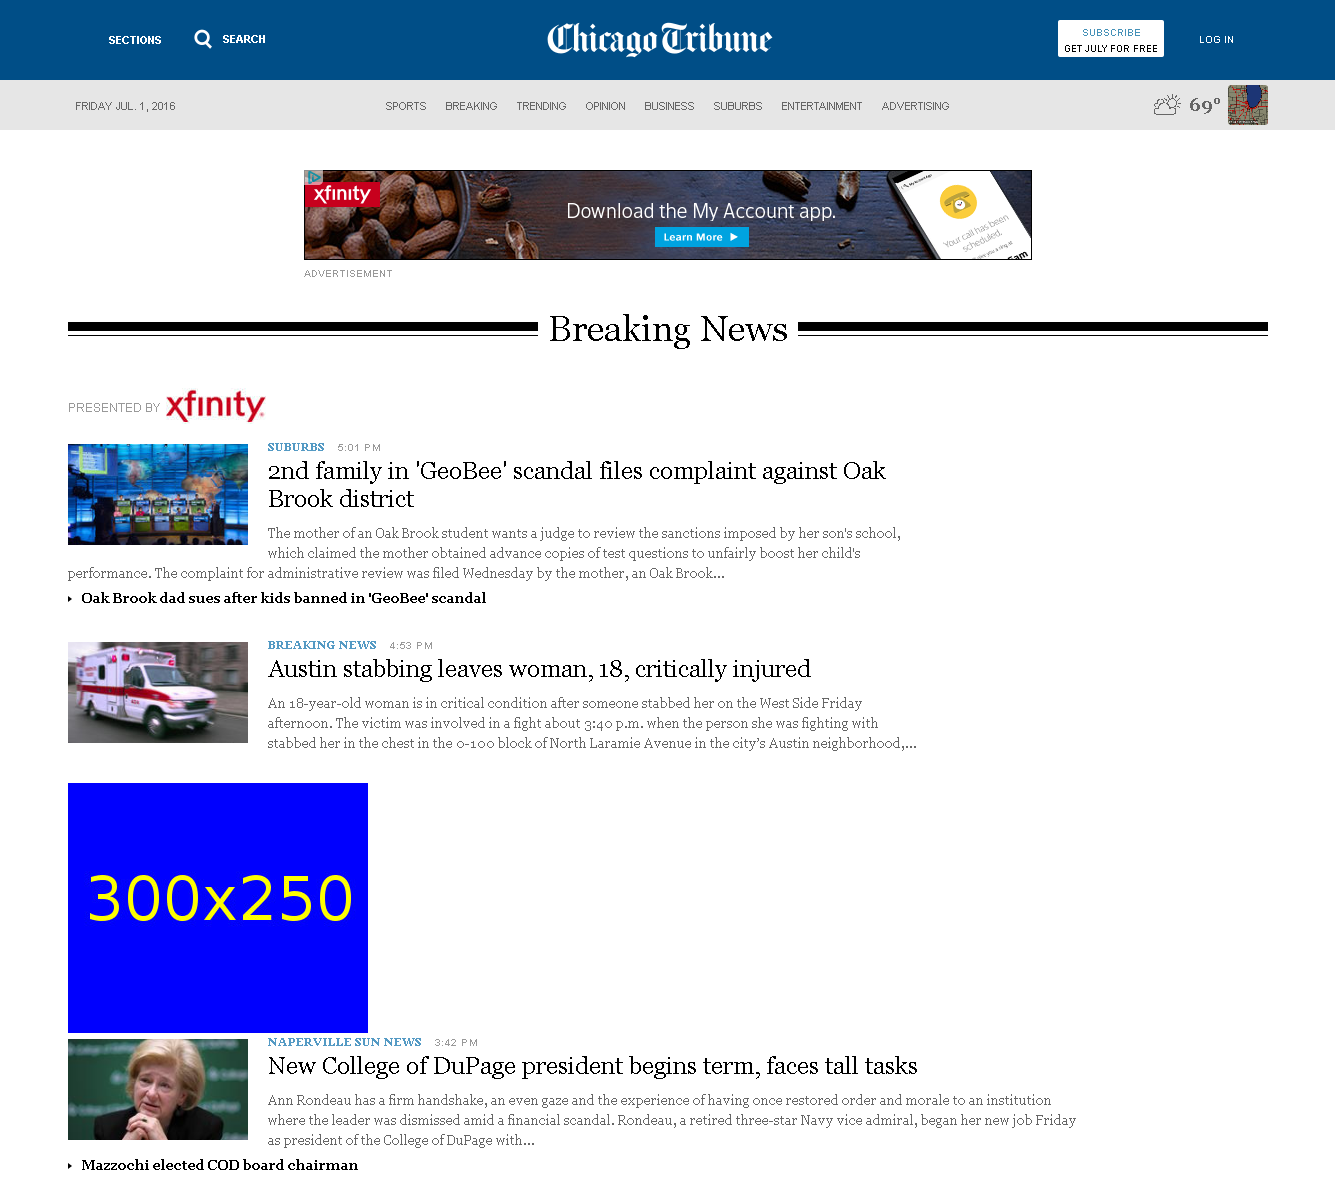 SECTIONS
SEARCH
Chicago Tribune
SUBSCRIBE
GET JULY FOR FREE
LOG IN
FRIDAY JUL. 1, 2016
SPORTS BREAKING TRENDING OPINION BUSINESS SUBURBS ENTERTAINMENT ADVERTISING
69°
xfinity
Download the My Account app.
Learn More
Your call has been
scheduled.
ADVERTISEMENT
Breaking News
PRESENTED BY xfinity
SUBURBS 5:01 PM
2nd family in 'GeoBee' scandal files complaint against Oak
Brook district
The mother of an Oak Brook student wants a judge to review the sanctions imposed by her son's school,
which claimed the mother obtained advance copies of test questions to unfairly boost her child's
performance. The complaint for administrative review was filed Wednesday by the mother, an Oak Brook...
Oak Brook dad sues after kids banned in 'GeoBee' scandal
BREAKING NEWS 4:53 PM
Austin stabbing leaves woman, 18, critically injured
An 18-year-old woman is in critical condition after someone stabbed her on the West Side Friday
afternoon. The victim was involved in a fight about 3:40 p.m. when the person she was fighting with
stabbed her in the chest in the 0-100 block of North Laramie Avenue in the city's Austin neighborhood,...
300x250
NAPERVILLE SUN NEWS 3:42 PM
New College of DuPage president begins term, faces tall tasks
Ann Rondeau has a firm handshake, an even gaze and the experience of having once restored order and morale to an institution
where the leader was dismissed amid a financial scandal. Rondeau, a retired three-star Navy vice admiral, began her new job Friday
as president of the College of DuPage with...
Mazzochi elected COD board chairman